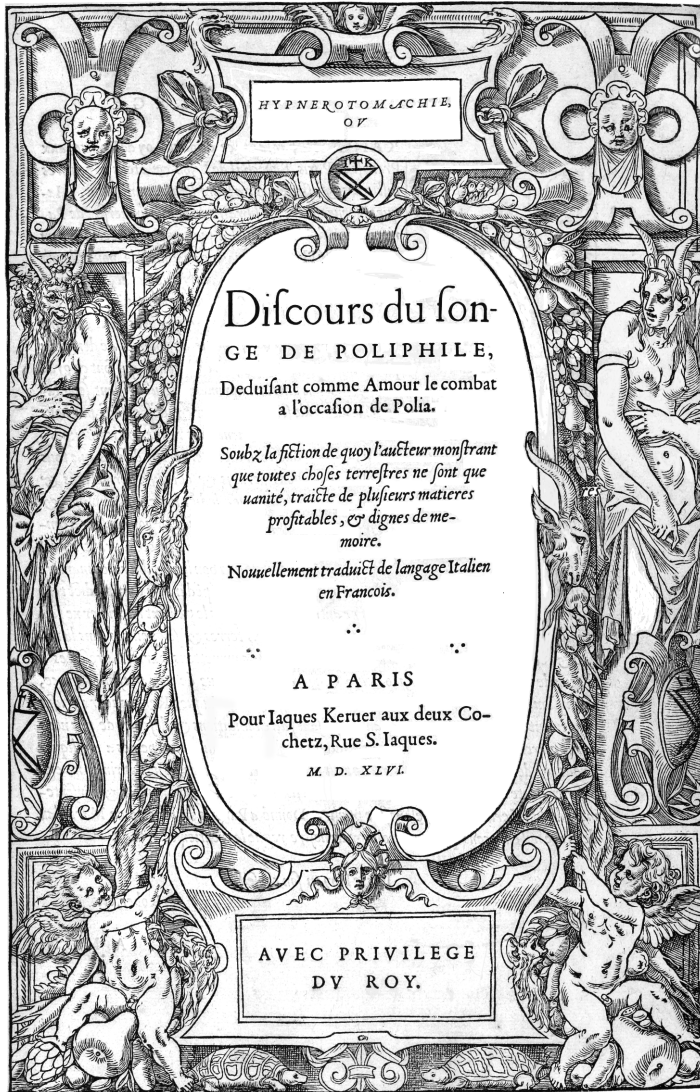 HYPNEROTOMACHIE,
OV
Diſcours du ſon-
GE DE POLIPHILE,
Deduiſant comme Amour le combat
a l'occaſion de Polia.
Soubz la fiction de quoy l'aucteur monſtrant
que toutes choſes terreſtres ne ſont que
uanité, traicte de pluſieurs matieres
profitables, & dignes de me-
moire.
Nouuellement traduict de langage Italien
en Francois.
A PARIS
Pour Iaques Keruer aux deux Co-
chetz, Rue S. Iaques.
M. D. XLVI.
AVEC PRIVILEGE
DV ROY.